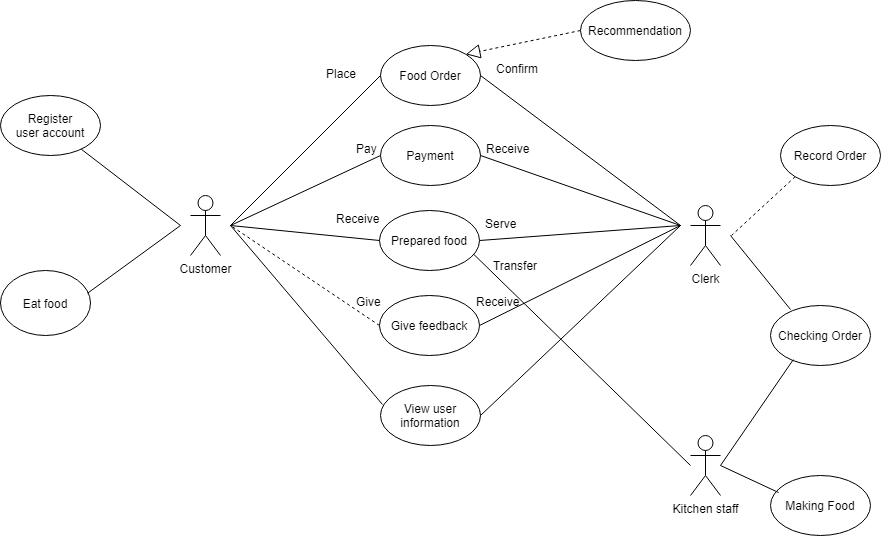 Recommendation
Food Order
Place
Confirm
Register
user account
Pay
Payment
Receive
Record Order
Receive
Prepared food
Serve
Customer
Transfer
Clerk
Eat food
Give
Give feedback
Receive
Checking Order
View user
information
Kitchen staff
Making Food